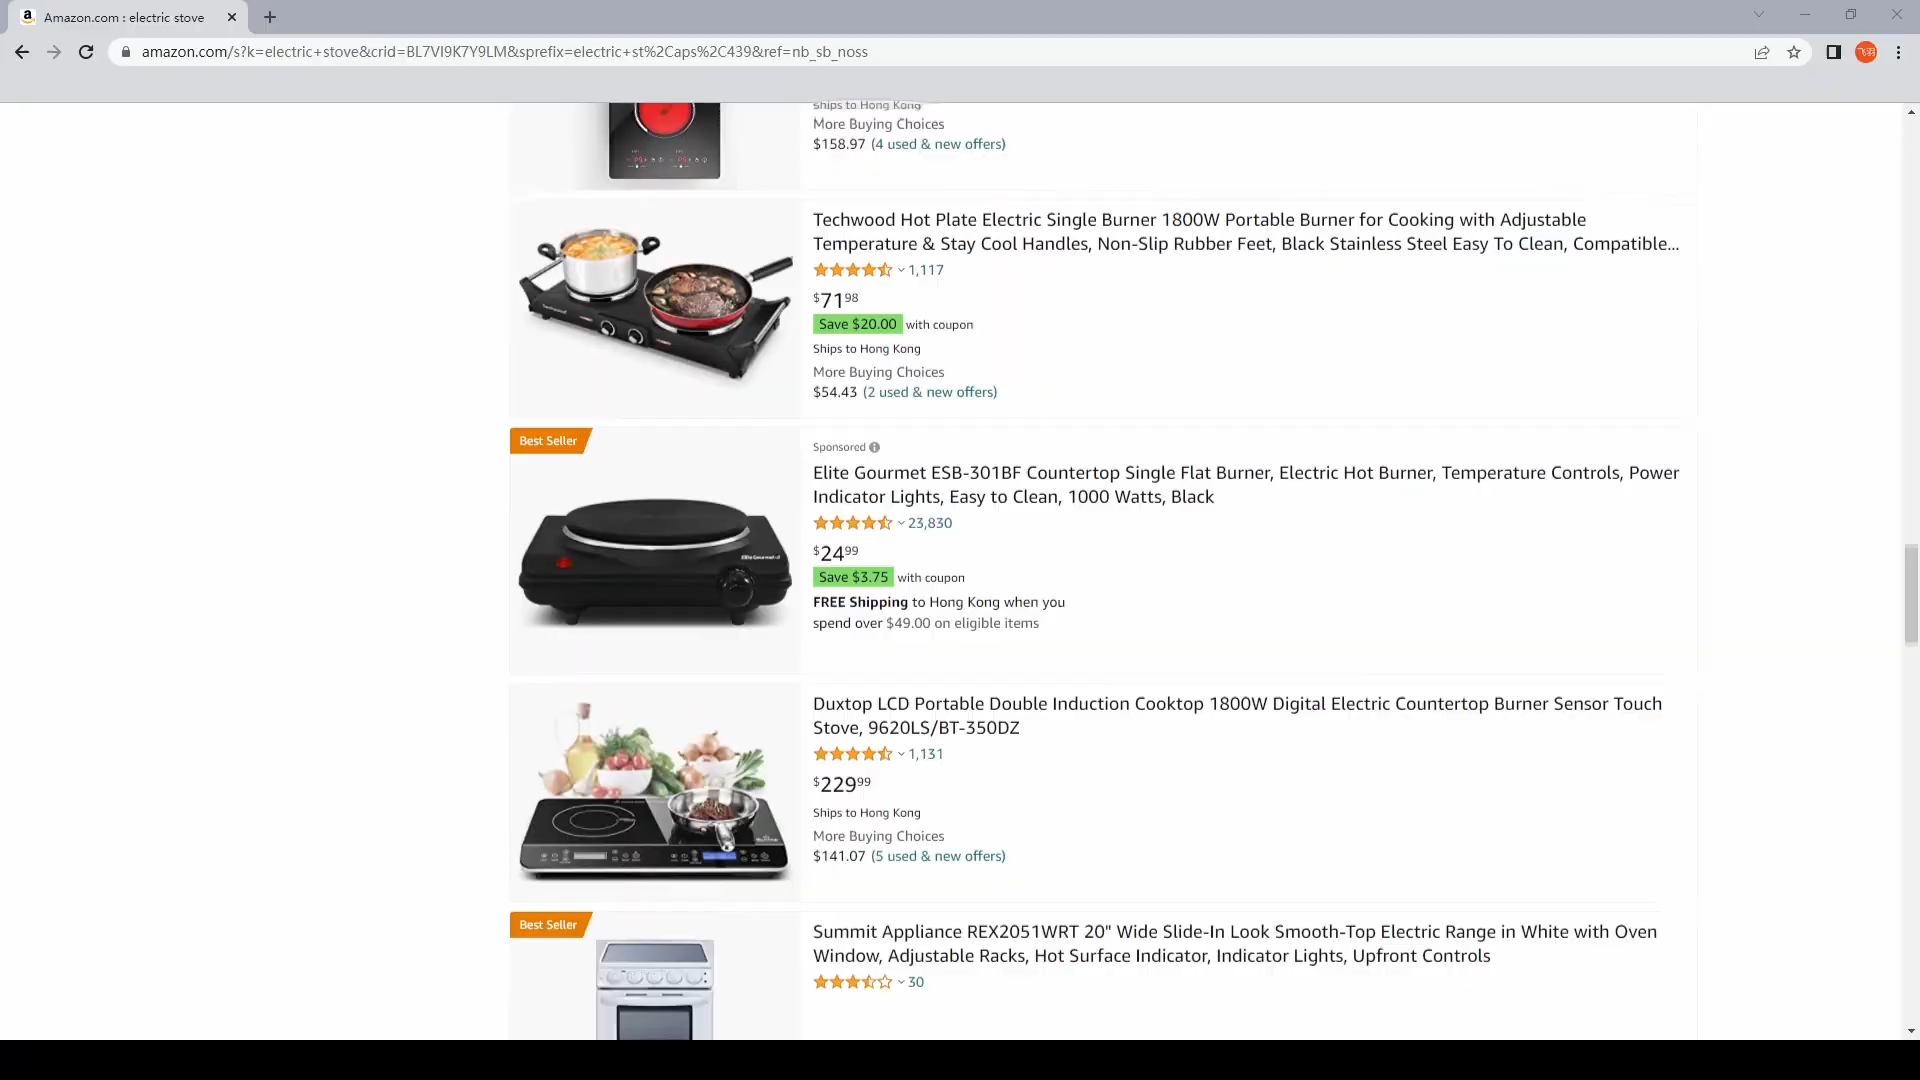 Amazon.com : electric stove
amazon.com/s?k=electric+stove&crid=BL7VI9K7Y9LM&sprefix=electric+st%2Caps%2C439&ref=nb_sb_noss
ships to Hong Kong
More Buying Choices
$158.97 (4 used & new offers)
Techwood Hot Plate Electric Single Burner 1800W Portable Burner for Cooking with Adjustable
Temperature & Stay Cool Handles, Non-Slip Rubber Feet, Black Stainless Steel Easy To Clean, Compatible...
1,117
$7198
Save $20.00 with coupon
Ships to Hong Kong
More Buying Choices
$54.43 (2 used & new offers)
Best Seller
Sponsored
Elite Gourmet ESB-301BF Countertop Single Flat Burner, Electric Hot Burner, Temperature Controls, Power
Indicator Lights, Easy to Clean, 1000 Watts, Black
23,830
$2499
Save $3.75 with coupon
FREE Shipping to Hong Kong when you
spend over $49.00 on eligible items
Elite Gourmet
Duxtop LCD Portable Double Induction Cooktop 1800W Digital Electric Countertop Burner Sensor Touch
Stove, 9620LS/BT-350DZ
1,131
$22999
Ships to Hong Kong
More Buying Choices
$141.07 (5 used & new offers)
Best Seller
Summit Appliance REX2051WRT 20" Wide Slide-In Look Smooth-Top Electric Range in White with Oven
Window, Adjustable Racks, Hot Surface Indicator, Indicator Lights, Upfront Controls
30